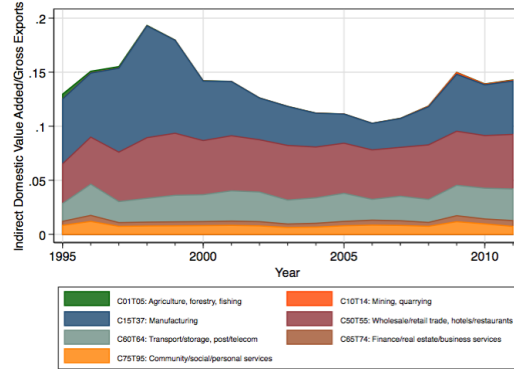 Indirect Domestic Value Added/Gross Exports
.2
.15
.1
.05
0
1995
2000
2005
2010
Year
C01T05: Agriculture, forestry, fishing
C10T14: Mining, quarrying
C15T37: Manufacturing
C50T55: Wholesale/retail trade, hotels/restaurants
C60T64: Transport/storage, post/telecom
C65T74: Finance/real estate/business services
C75T95: Community/social/personal services